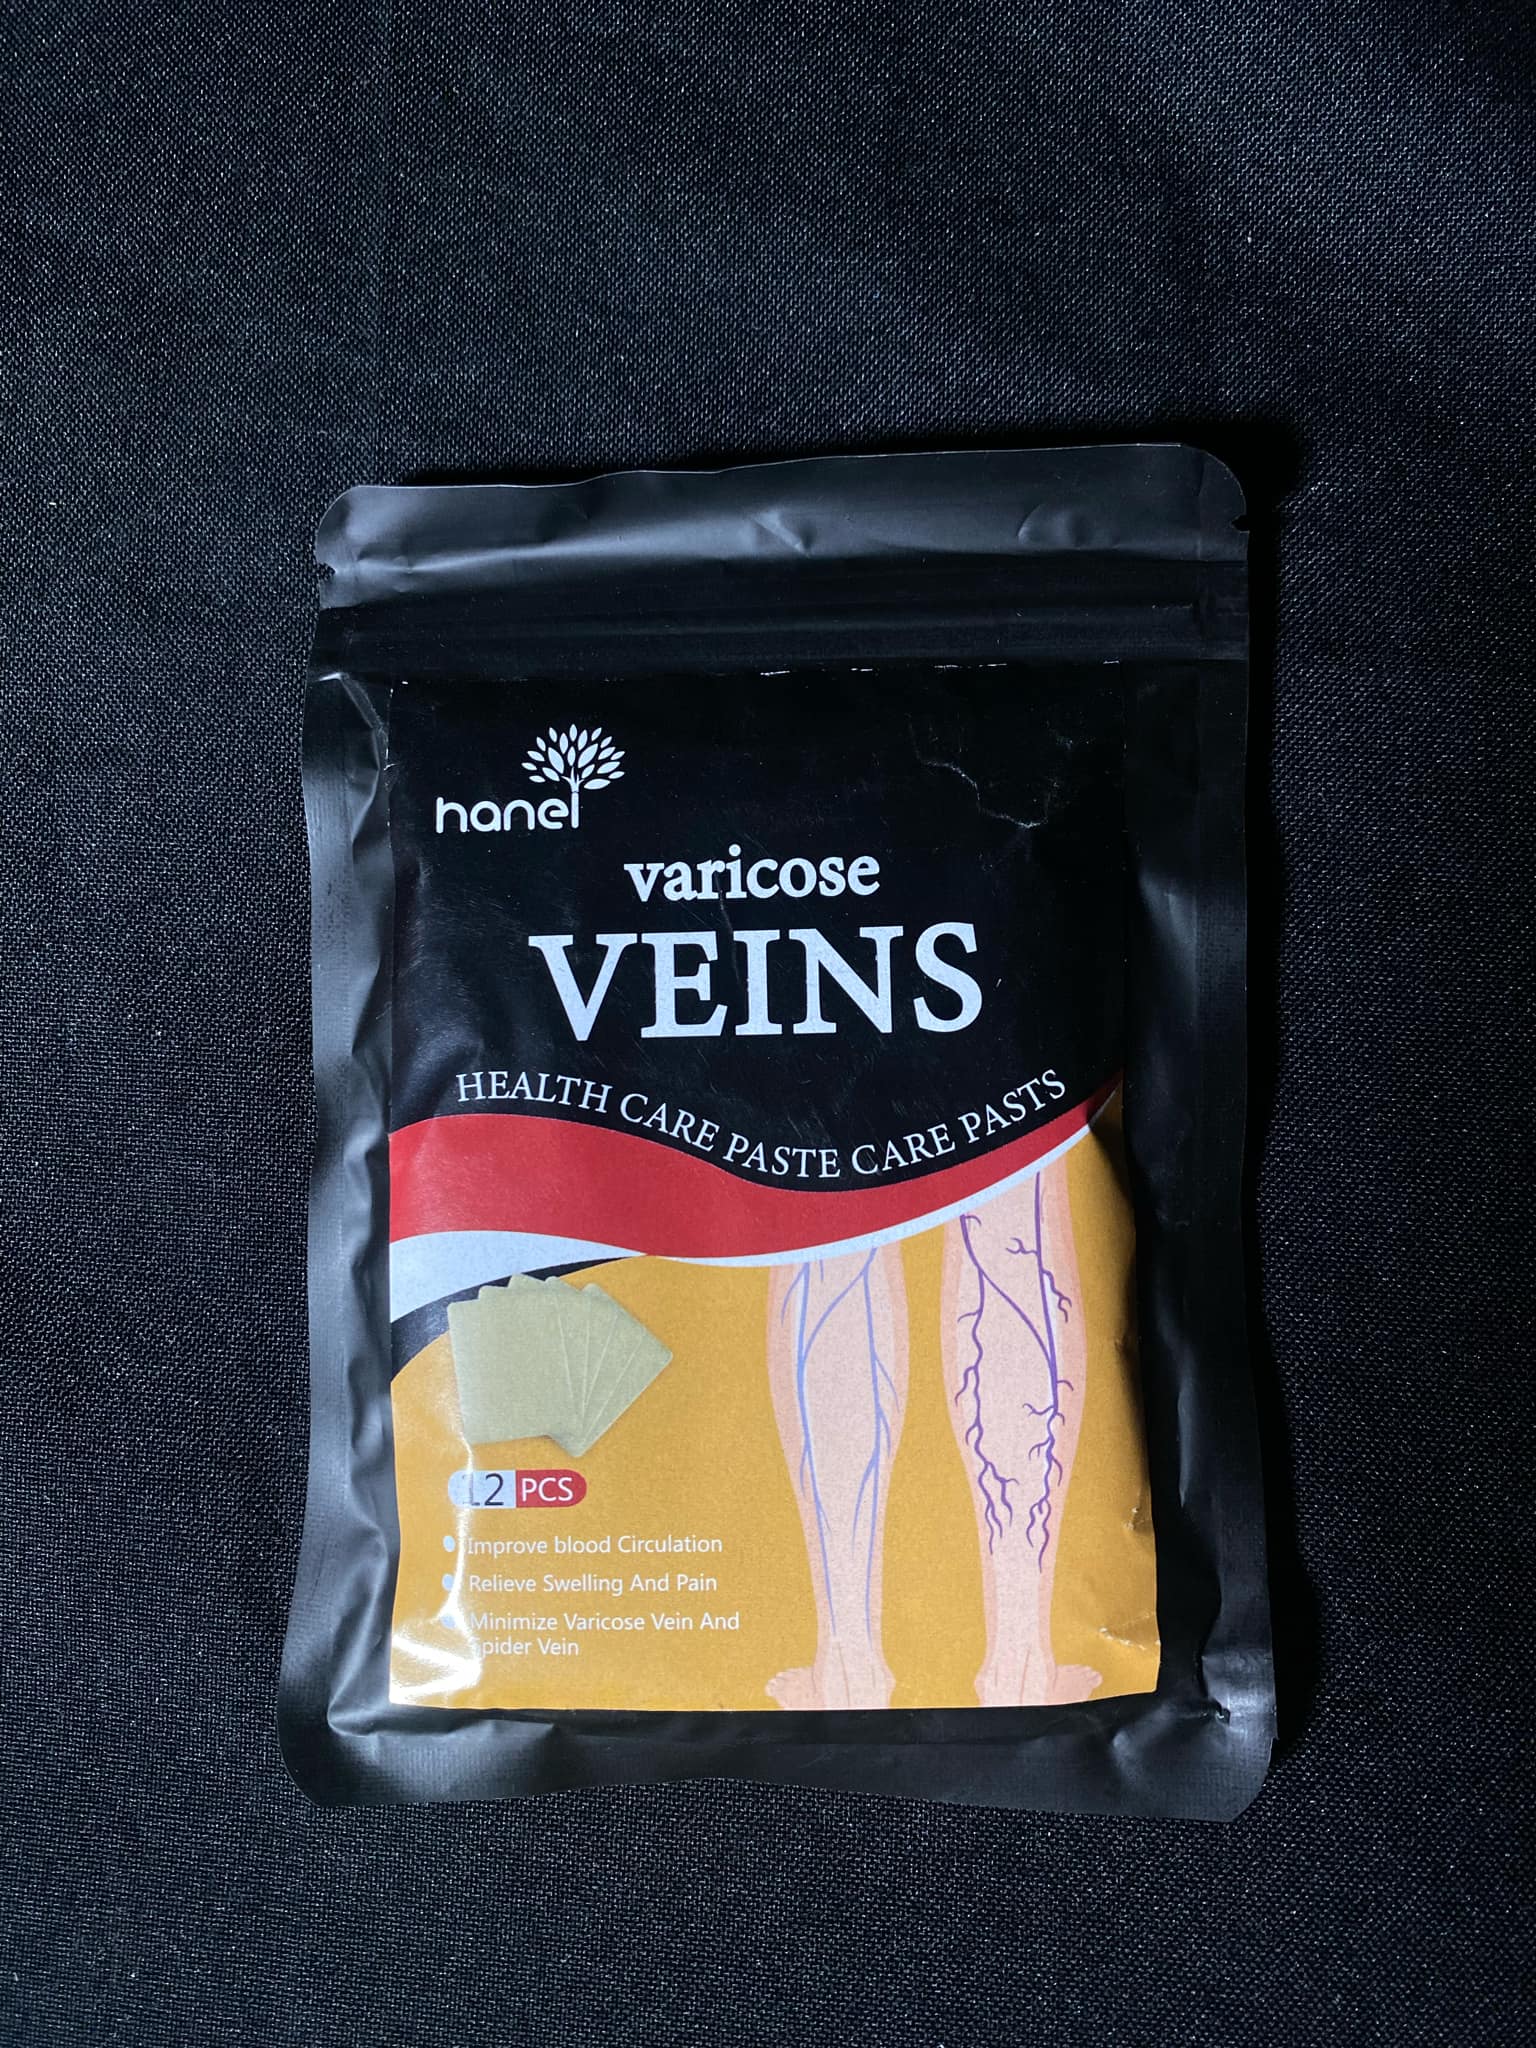 hanel
varicose
VEINS
HEALTH CARE PASTE CARE PASTS
12 PCS
Improve blood Circulation
Relieve Swelling And Pain
Minimize Varicose Vein And
Spider Vein